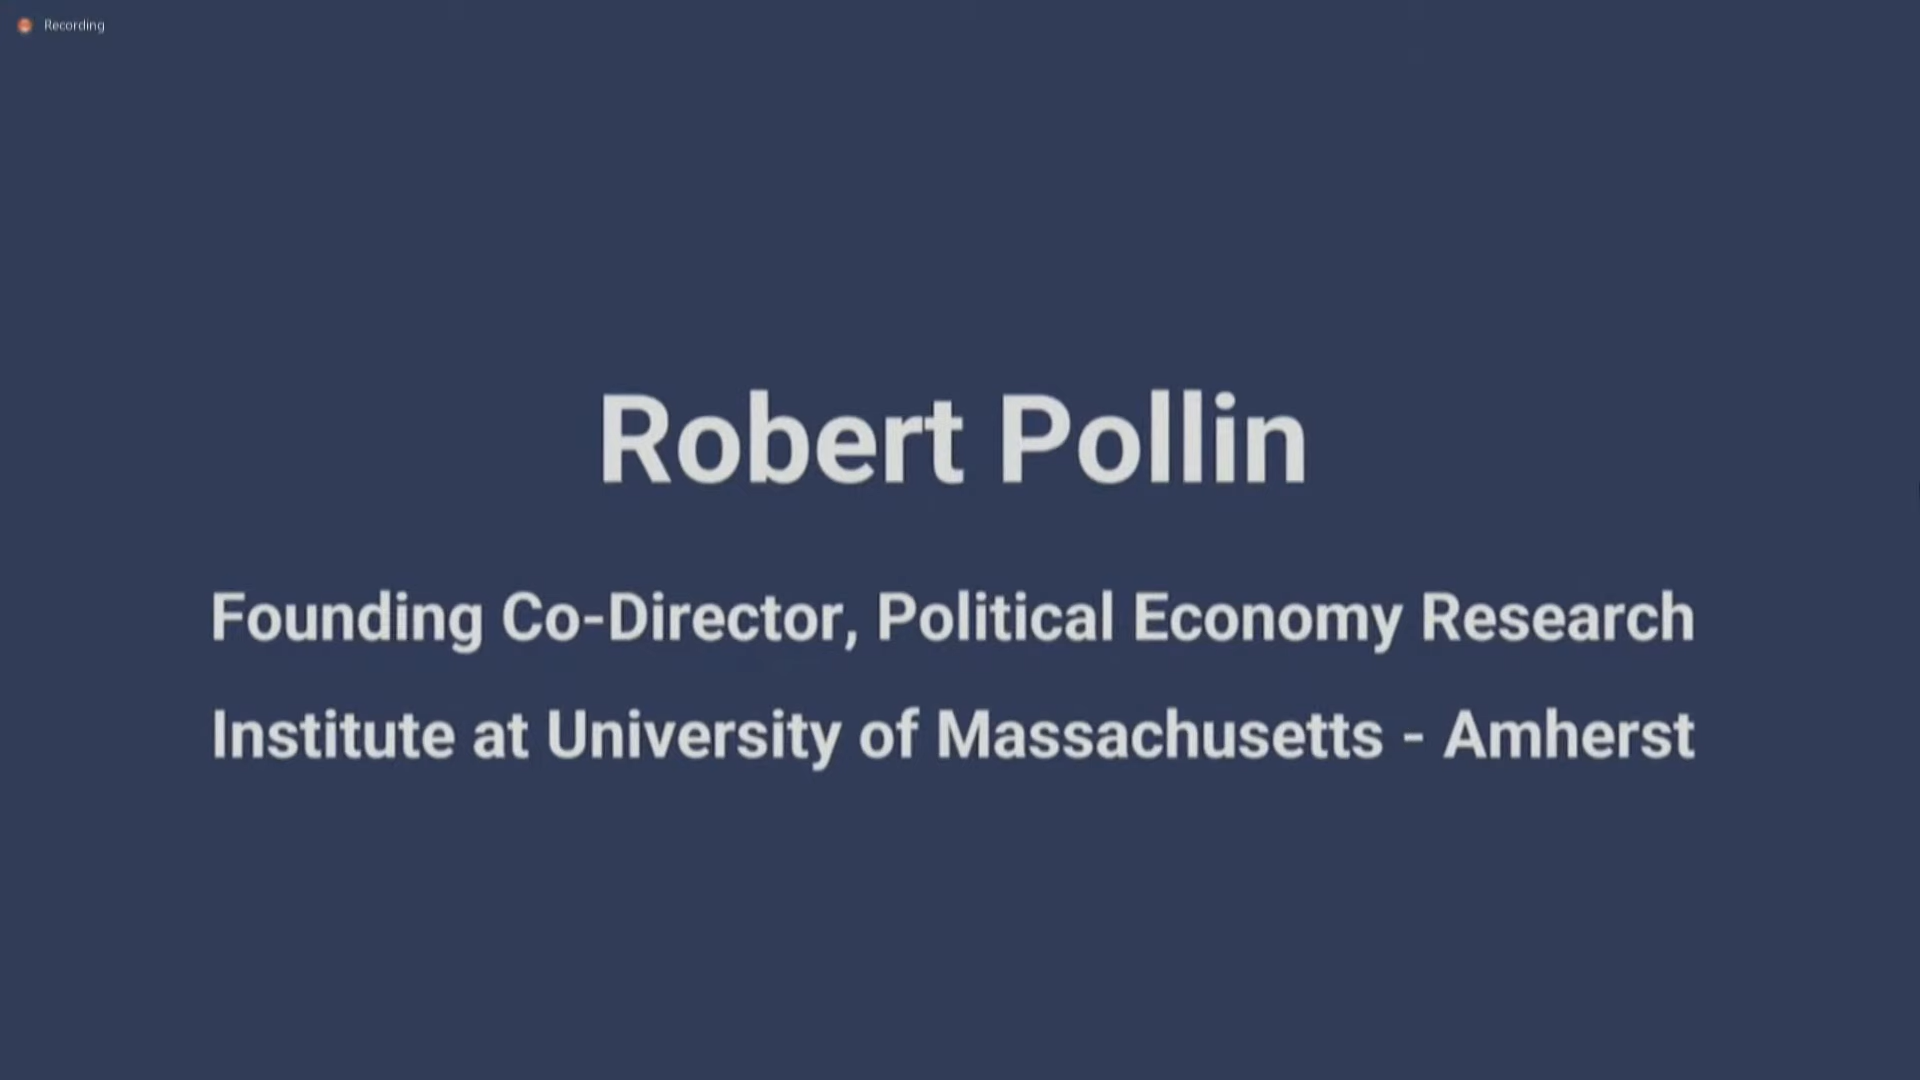 Recording
Robert Pollin
Founding Co-Director, Political Economy Research
Institute at University of Massachusetts - Amherst